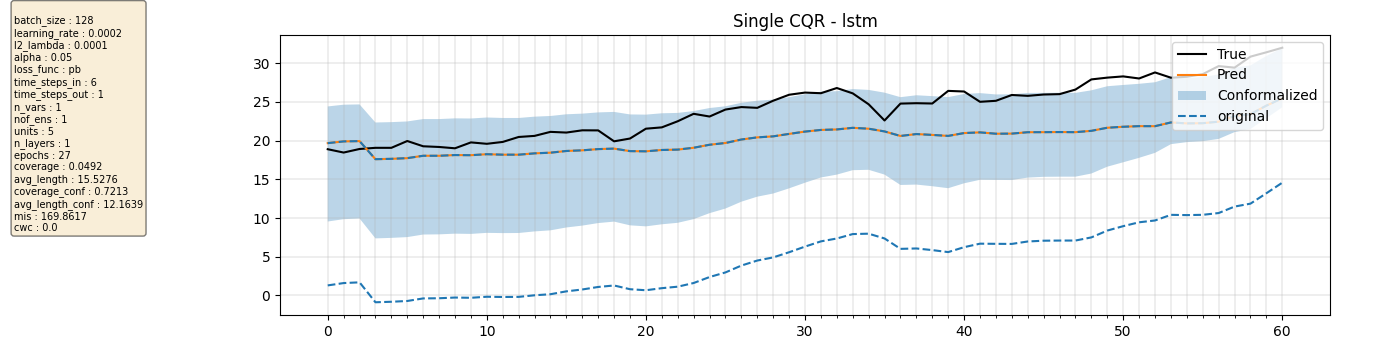 batch_size : 128
learning_rate : 0.0002
l2_lambda : 0.0001
alpha : 0.05
loss_func : pb
time_steps_in : 6
time_steps_out : 1
n_vars : 1
nof_ens : 1
units : 5
n_layers : 1
epochs : 27
coverage : 0.0492
avg_length : 15.5276
coverage_conf : 0.7213
avg_length_conf : 12.1639
mis : 169.8617
cwc : 0.0
Single CQR - lstm
True
Pred
Conformalized
original
30
25
20
15
10
5
0
0 10 20 30 40 50 60